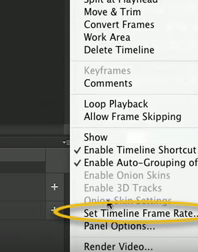 Split at Playhead
Move & Trim
Convert Frames
Work Area
Delete Timeline
Keyframes
Comments
Loop Playback
Allow Frame Skipping
Show
✓ Enable Timeline Shortcut
✓ Enable Auto-Grouping of
Enable Onion Skins
Enable 3D Tracks
Onion Skin Settings
Set Timeline Frame Rate..
Panel Options...
Render Video...